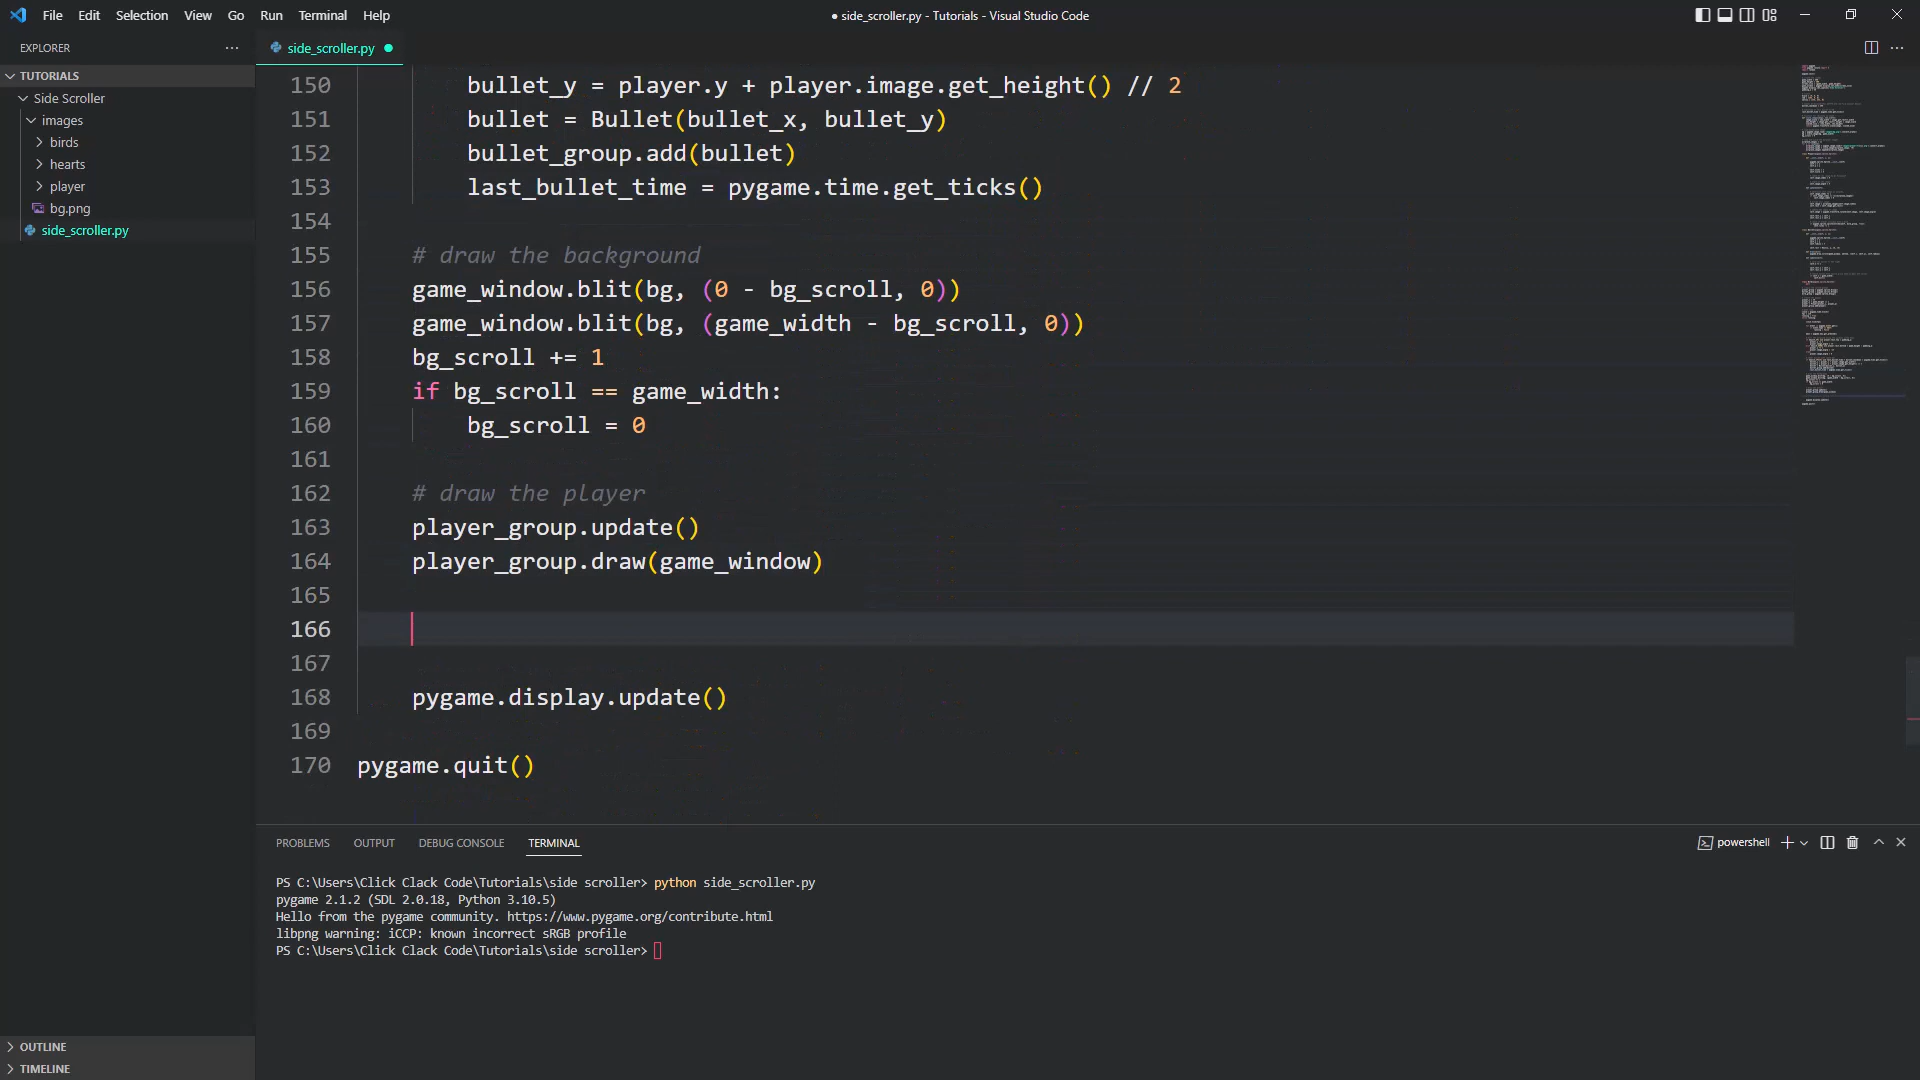 File Edit Selection View Go Run Terminal Help
● side_scroller.py - Tutorials - Visual Studio Code
EXPLORER
side_scroller.py
TUTORIALS
Side Scroller
images
birds
hearts
player
bg.png
side_scroller.py
150 bullet_y = player.y + player.image.get_height() // 2
151 bullet = Bullet(bullet_x, bullet_y)
152 bullet_group.add(bullet)
153 last_bullet_time = pygame.time.get_ticks()
154
155 # draw the background
156 game_window.blit(bg, (0 - bg_scroll, 0))
157 game_window.blit(bg, (game_width - bg_scroll, 0))
158 bg_scroll += 1
159 if bg_scroll == game_width:
160 bg_scroll = 0
161
162 # draw the player
163 player_group.update()
164 player_group.draw(game_window)
165
166
167
168 pygame.display.update()
169
170 pygame.quit()
PROBLEMS OUTPUT DEBUG CONSOLE TERMINAL
powershell
PS C:\Users\Click Clack Code\Tutorials\side scroller> python side_scroller.py
pygame 2.1.2 (SDL 2.0.18, Python 3.10.5)
Hello from the pygame community. https://www.pygame.org/contribute.html
libpng warning: iCCP: known incorrect sRGB profile
PS C:\Users\Click Clack Code\Tutorials\side scroller>
OUTLINE
TIMELINE